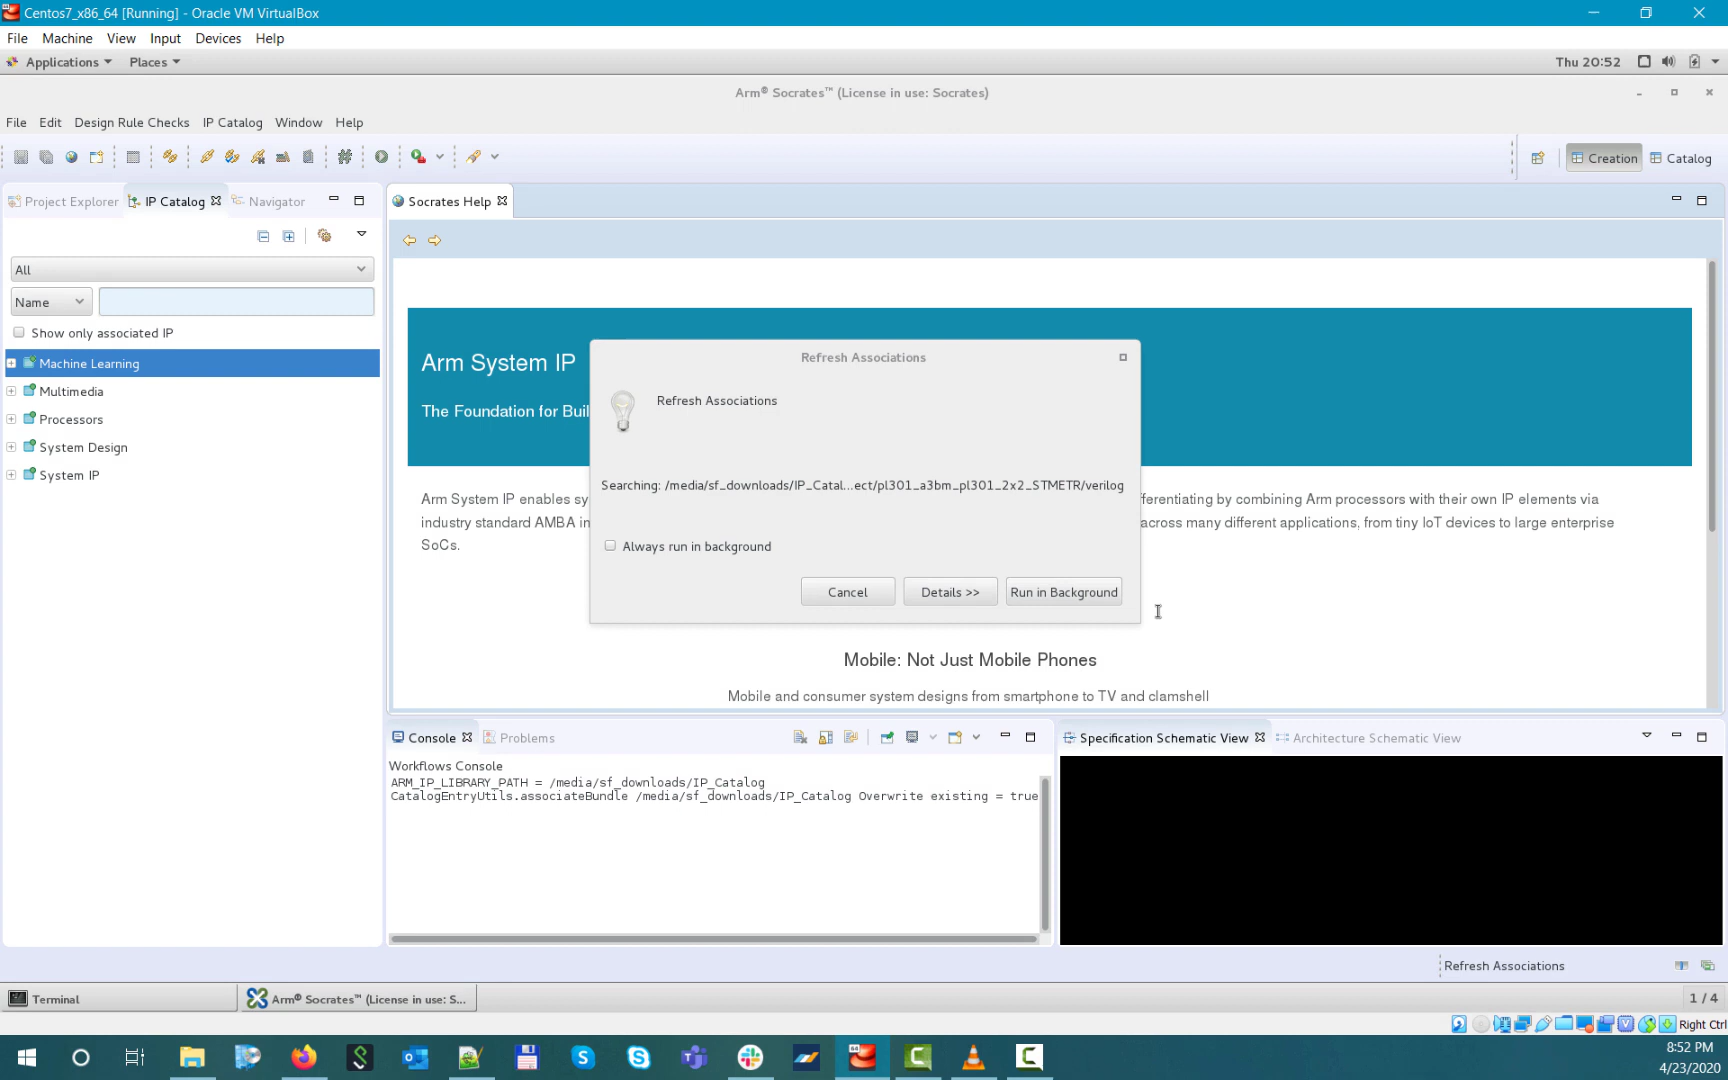 Centos7_x86_64 [Running] - Oracle VM VirtualBox
File Machine View Input Devices Help
Applications Places Thu 20:52
Arm® Socrates™ (License in use: Socrates)
File Edit Design Rule Checks IP Catalog Window Help
Creation Catalog
Project Explorer IP Catalog Navigator
Socrates Help
All
Name
Show only associated IP
Machine Learning
Multimedia
Processors
System Design
System IP
Arm System IP
The Foundation for Buil
Arm System IP enables sy
ferentiating by combining Arm processors with their own IP elements via
industry standard AMBA in
across many different applications, from tiny IoT devices to large enterprise
SoCs.
Mobile: Not Just Mobile Phones
Mobile and consumer system designs from smartphone to TV and clamshell
Refresh Associations
Refresh Associations
Searching: /media/sf_downloads/IP_Catal...ect/pl301_a3bm_pl301_2x2_STMETR/verilog
Always run in background
Cancel Details >> Run in Background
Console Problems
Workflows Console
ARM_IP_LIBRARY_PATH = /media/sf_downloads/IP_Catalog
CatalogEntryUtils.associateBundle /media/sf_downloads/IP_Catalog Overwrite existing = true
Specification Schematic View Architecture Schematic View
Refresh Associations
Terminal
Arm® Socrates™ (License in use: S...
1 / 4
Right Ctrl
8:52 PM
4/23/2020